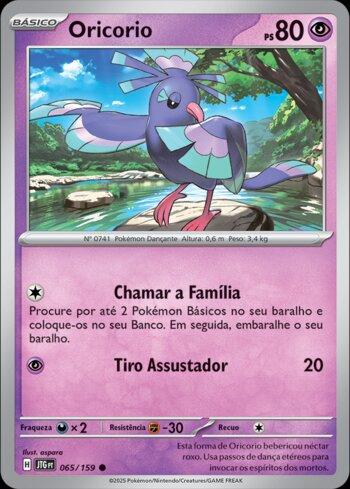 BÁSICO
Oricorio
PS 80
Nº 0741 Pokémon Dançante Altura: 0,6 m Peso: 3,4 kg
Chamar a Família
Procure por até 2 Pokémon Básicos no seu baralho e
coloque-os no seu Banco. Em seguida, embaralhe o seu
baralho.
Tiro Assustador 20
Fraqueza ×2 Resistência -30 Recuo
Ilust. aspara
H JTG PT 065/159
Esta forma de Oricorio bebericou néctar
roxo. Usa passos de dança etéreos para
invocar os espíritos dos mortos.
©2025 Pokémon/Nintendo/Creatures/GAME FREAK